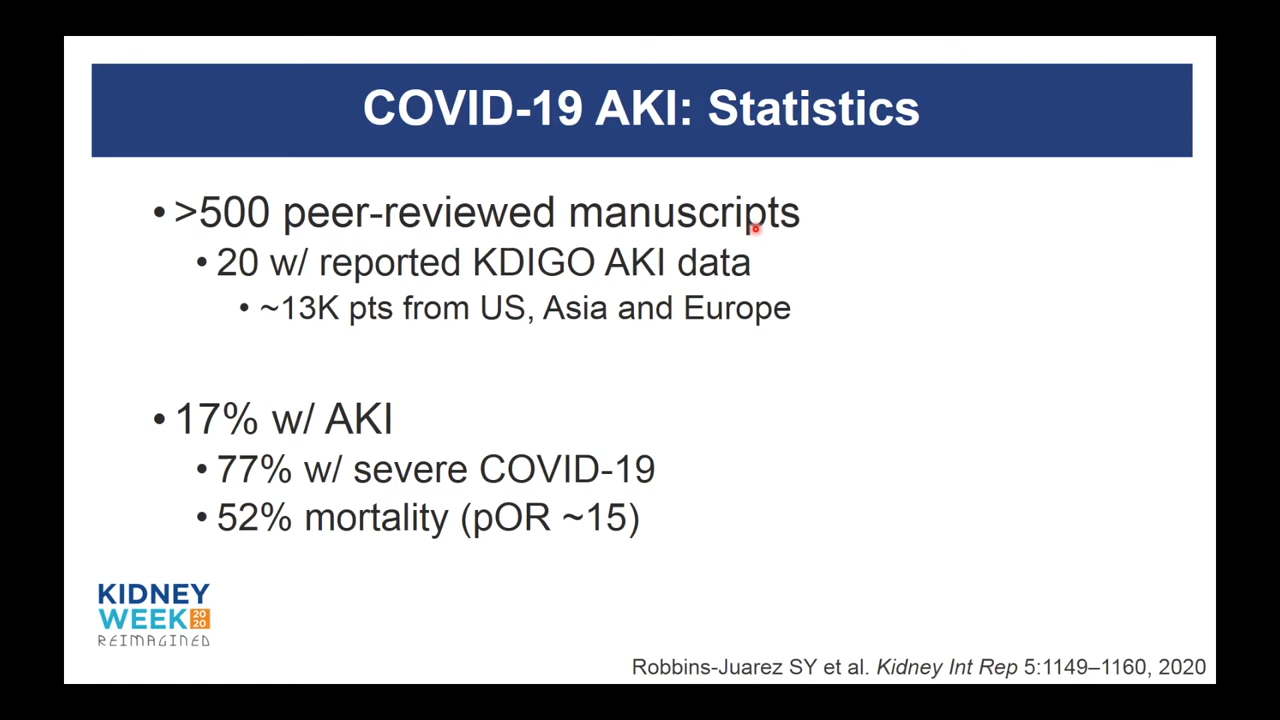 COVID-19 AKI: Statistics
•>500 peer-reviewed manuscripts
•20 w/ reported KDIGO AKI data
•~13K pts from US, Asia and Europe
•17% w/ AKI
•77% w/ severe COVID-19
•52% mortality (pOR ~15)
KIDNEY
WEEK 20
20
REIMAGINED
Robbins-Juarez SY et al. Kidney Int Rep 5:1149–1160, 2020